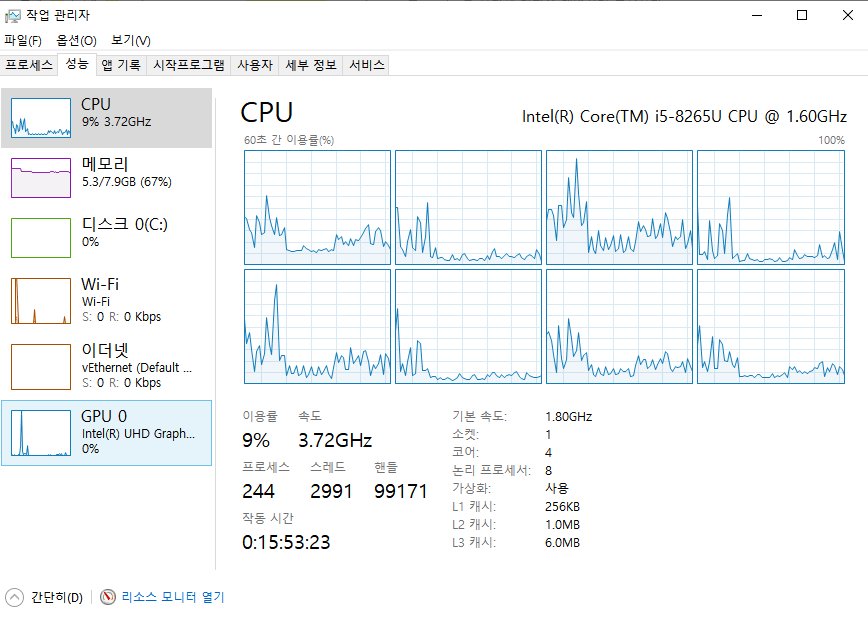 작업 관리자
파일(F) 옵션(O) 보기(V)
프로세스 성능 앱 기록 시작프로그램 사용자 세부 정보 서비스
CPU
9% 3.72GHz
메모리
5.3/7.9GB (67%)
디스크 0(C:)
0%
Wi-Fi
Wi-Fi
S: 0 R: 0 Kbps
이더넷
vEthernet (Default ...
S: 0 R: 0 Kbps
GPU 0
Intel(R) UHD Graph...
0%
CPU Intel(R) Core(TM) i5-8265U CPU @ 1.60GHz
60초 간 이용률(%) 100%
이용률 속도
9% 3.72GHz
프로세스 스레드 핸들
244 2991 99171
작동 시간
0:15:53:23
기본 속도: 1.80GHz
소켓: 1
코어: 4
논리 프로세서: 8
가상화: 사용
L1 캐시: 256KB
L2 캐시: 1.0MB
L3 캐시: 6.0MB
간단히(D) 리소스 모니터 열기